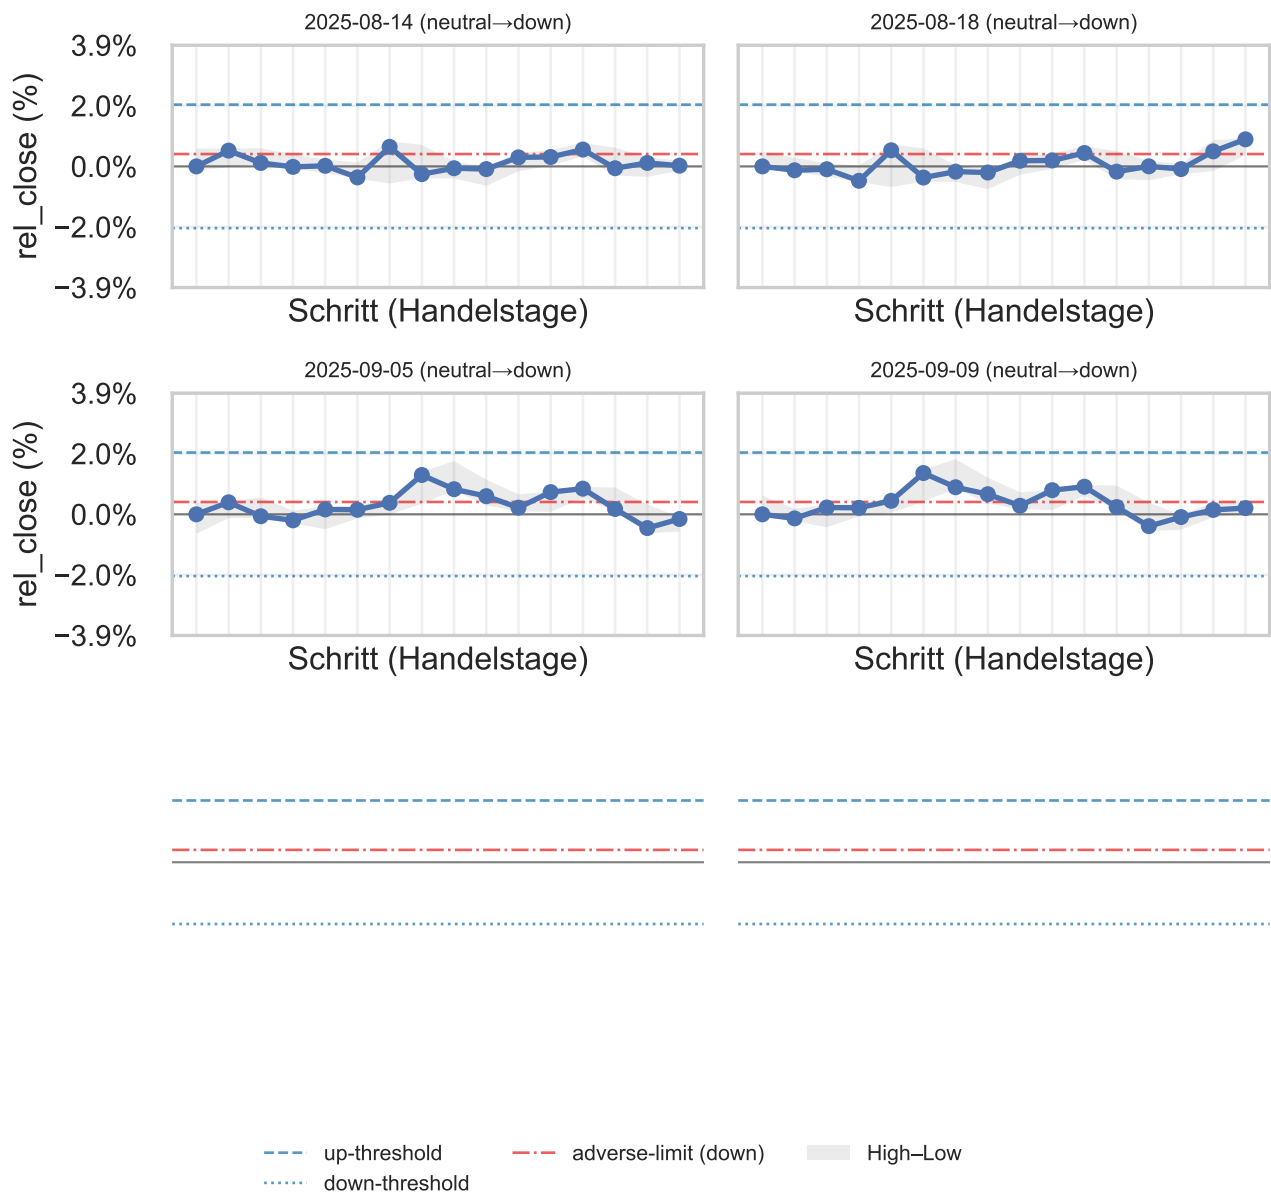 2025-08-14 (neutral→down)
2025-08-18 (neutral→down)
3.9%
2.0%
0.0%
−2.0%
−3.9%
rel_close (%)
Schritt (Handelstage)
Schritt (Handelstage)
2025-09-05 (neutral→down)
2025-09-09 (neutral→down)
3.9%
2.0%
0.0%
−2.0%
−3.9%
rel_close (%)
Schritt (Handelstage)
Schritt (Handelstage)
up-threshold
down-threshold
adverse-limit (down)
High–Low